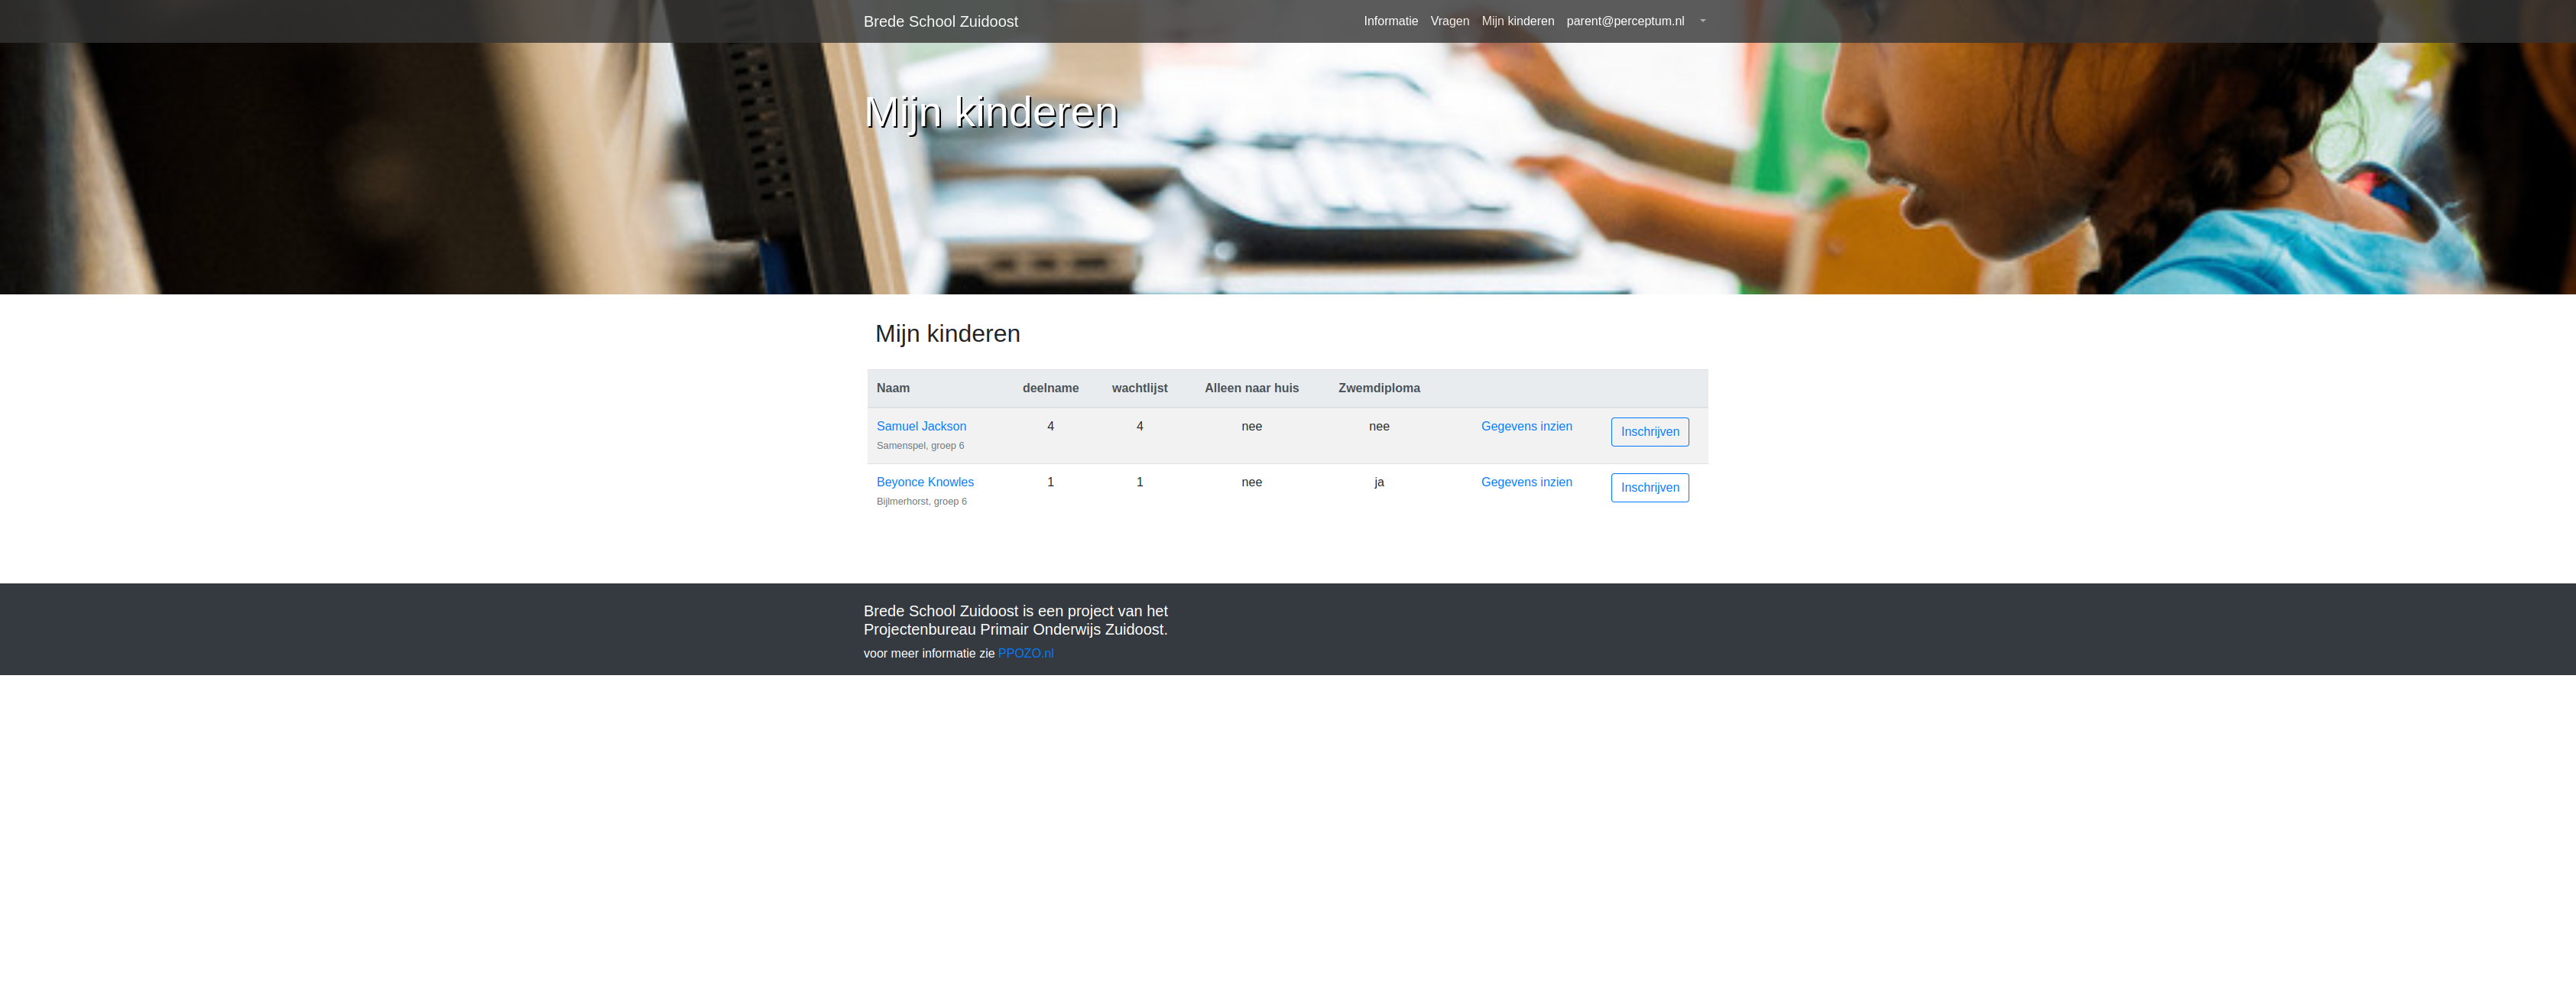 Brede School Zuidoost
Informatie Vragen Mijn kinderen parent@perceptum.nl
Mijn kinderen
Mijn kinderen
Naam deelname wachtlijst Alleen naar huis Zwemdiploma
Samuel Jackson 4 4 nee nee Gegevens inzien Inschrijven
Samenspel, groep 6
Beyonce Knowles 1 1 nee ja Gegevens inzien Inschrijven
Bijlmerhorst, groep 6
Brede School Zuidoost is een project van het
Projectenbureau Primair Onderwijs Zuidoost.
voor meer informatie zie PPOZO.nl